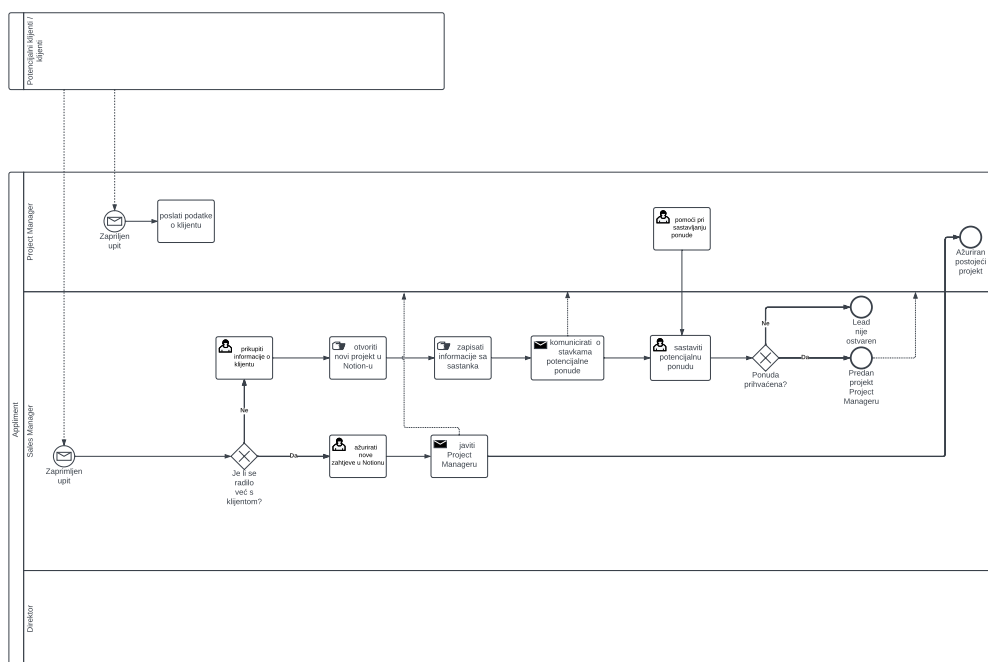 Potencijalni klijenti /
klijenti
Appliment
Project Manager
Zaprlljen
upit
poslati podatke
o klijentu
pomoći pri
sastavljanju
ponude
Ažuriran
postojeći
projekt
Sales Manager
Zaprimljen
upit
Je li se
radilo
već s
klijentom?
Ne
Da
prikupiti
informacije o
klijentu
otvoriti
novi projekt u
Notion-u
zapisati
informacije sa
sastanka
komunicirati o
stavkama
potencijalne
ponude
sastaviti
potencijalnu
ponudu
Ponuda
prihvaćena?
Ne
Da
Lead
nije
ostvaren
Predan
projekt
Project
Manageru
ažurirati
nove
zahtjeve u Notionu
javiti
Project
Manageru
Direktor